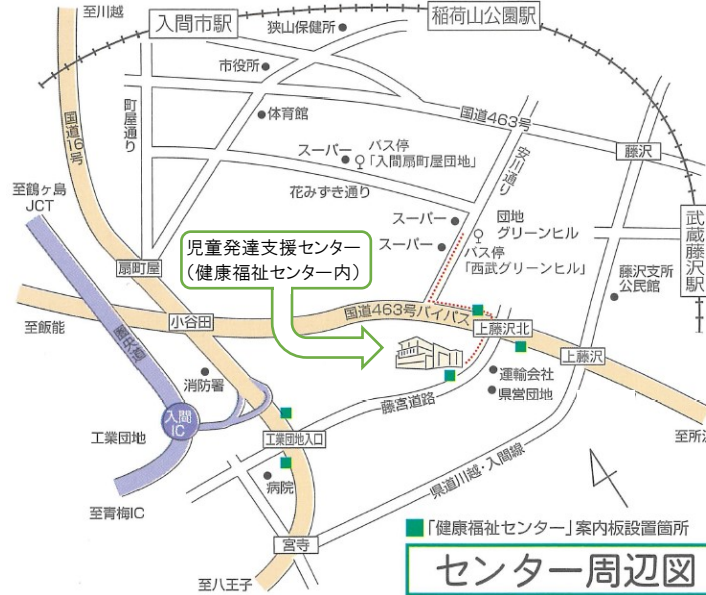 至川越
入間市駅
狭山保健所
稲荷山公園駅
市役所
町屋通り
国道16号
体育館
国道463号
スーパー
バス停
「入間扇町屋団地」
安川通り
藤沢
花みずき通り
至鶴ヶ島
JCT
スーパー
スーパー
団地
グリーンヒル
バス停
「西武グリーンヒル」
武蔵藤沢駅
児童発達支援センター
(健康福祉センター内)
扇町屋
藤沢支所
公民館
国道463号バイパス
小谷田
上藤沢北
至飯能
圏央道
上藤沢
消防署
運輸会社
県営団地
藤宮道路
入間
IC
工業団地
工業団地入口
至所沢
県道川越・入間線
病院
至青梅IC
宮寺
「健康福祉センター」案内板設置箇所
至八王子
センター周辺図